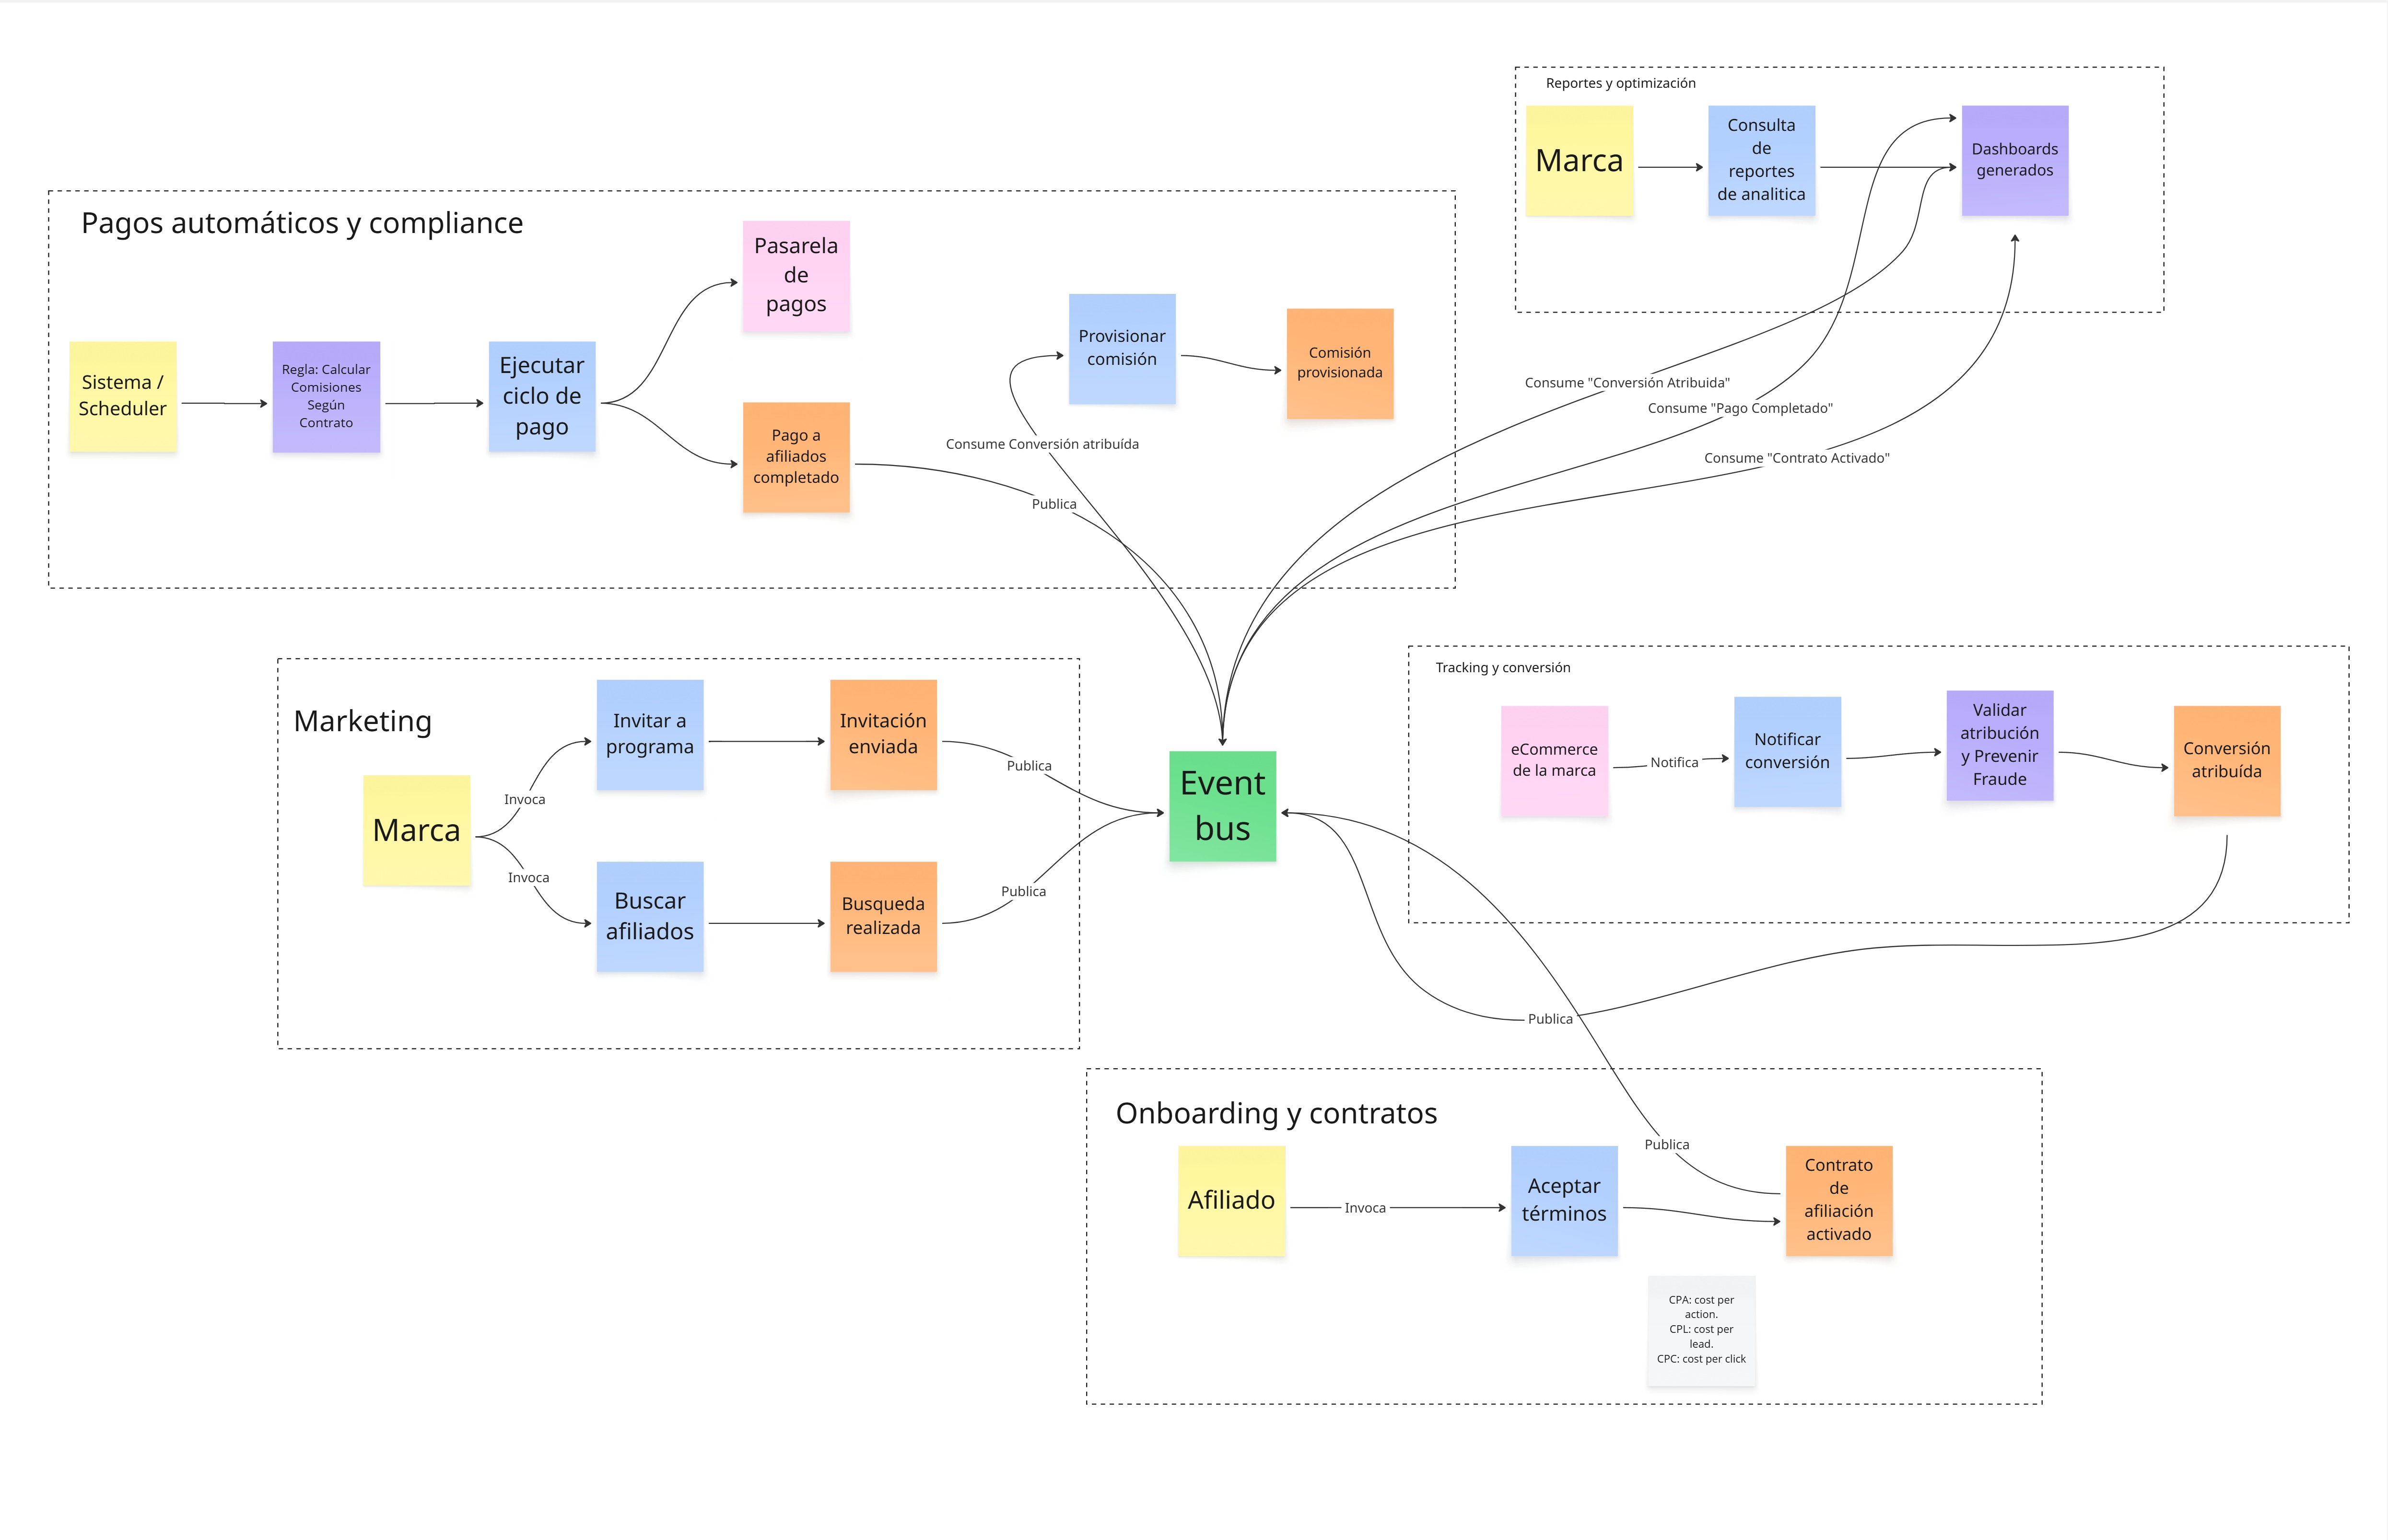 Reportes y optimización
Marca
Consulta
de
reportes
de analitica
Dashboards
generados
Pagos automáticos y compliance
Pasarela
de
pagos
Sistema /
Scheduler
Regla: Calcular
Comisiones
Según
Contrato
Ejecutar
ciclo de
pago
Pago a
afiliados
completado
Provisionar
comisión
Comisión
provisionada
Consume Conversión atribuída
Publica
Consume "Conversión Atribuida"
Consume "Pago Completado"
Consume "Contrato Activado"
Marketing
Marca
Invoca
Invoca
Invitar a
programa
Invitación
enviada
Publica
Buscar
afiliados
Busqueda
realizada
Publica
Event
bus
Tracking y conversión
eCommerce
de la marca
Notifica
Notificar
conversión
Validar
atribución
y Prevenir
Fraude
Conversión
atribuída
Publica
Onboarding y contratos
Afiliado
Invoca
Aceptar
términos
Publica
Contrato
de
afiliación
activado
CPA: cost per
action.
CPL: cost per
lead.
CPC: cost per click